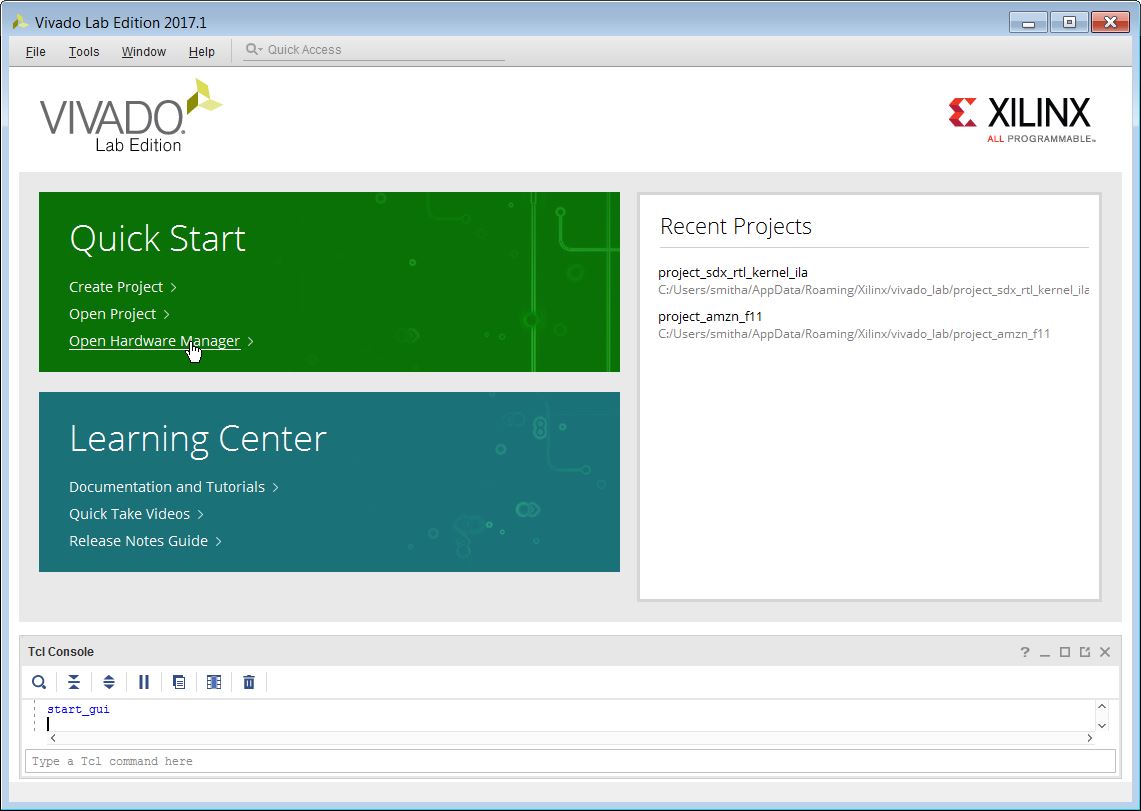 Vivado Lab Edition 2017.1
File Tools Window Help Quick Access
VIVADO.
Lab Edition
XILINX
ALL PROGRAMMABLE™
Quick Start
Create Project >
Open Project >
Open Hardware Manager >
Learning Center
Documentation and Tutorials >
Quick Take Videos >
Release Notes Guide >
Recent Projects
project_sdx_rtl_kernel_ila
C:/Users/smitha/AppData/Roaming/Xilinx/vivado_lab/project_sdx_rtl_kernel_ila
project_amzn_f11
C:/Users/smitha/AppData/Roaming/Xilinx/vivado_lab/project_amzn_f11
Tcl Console
start_gui
Type a Tcl command here